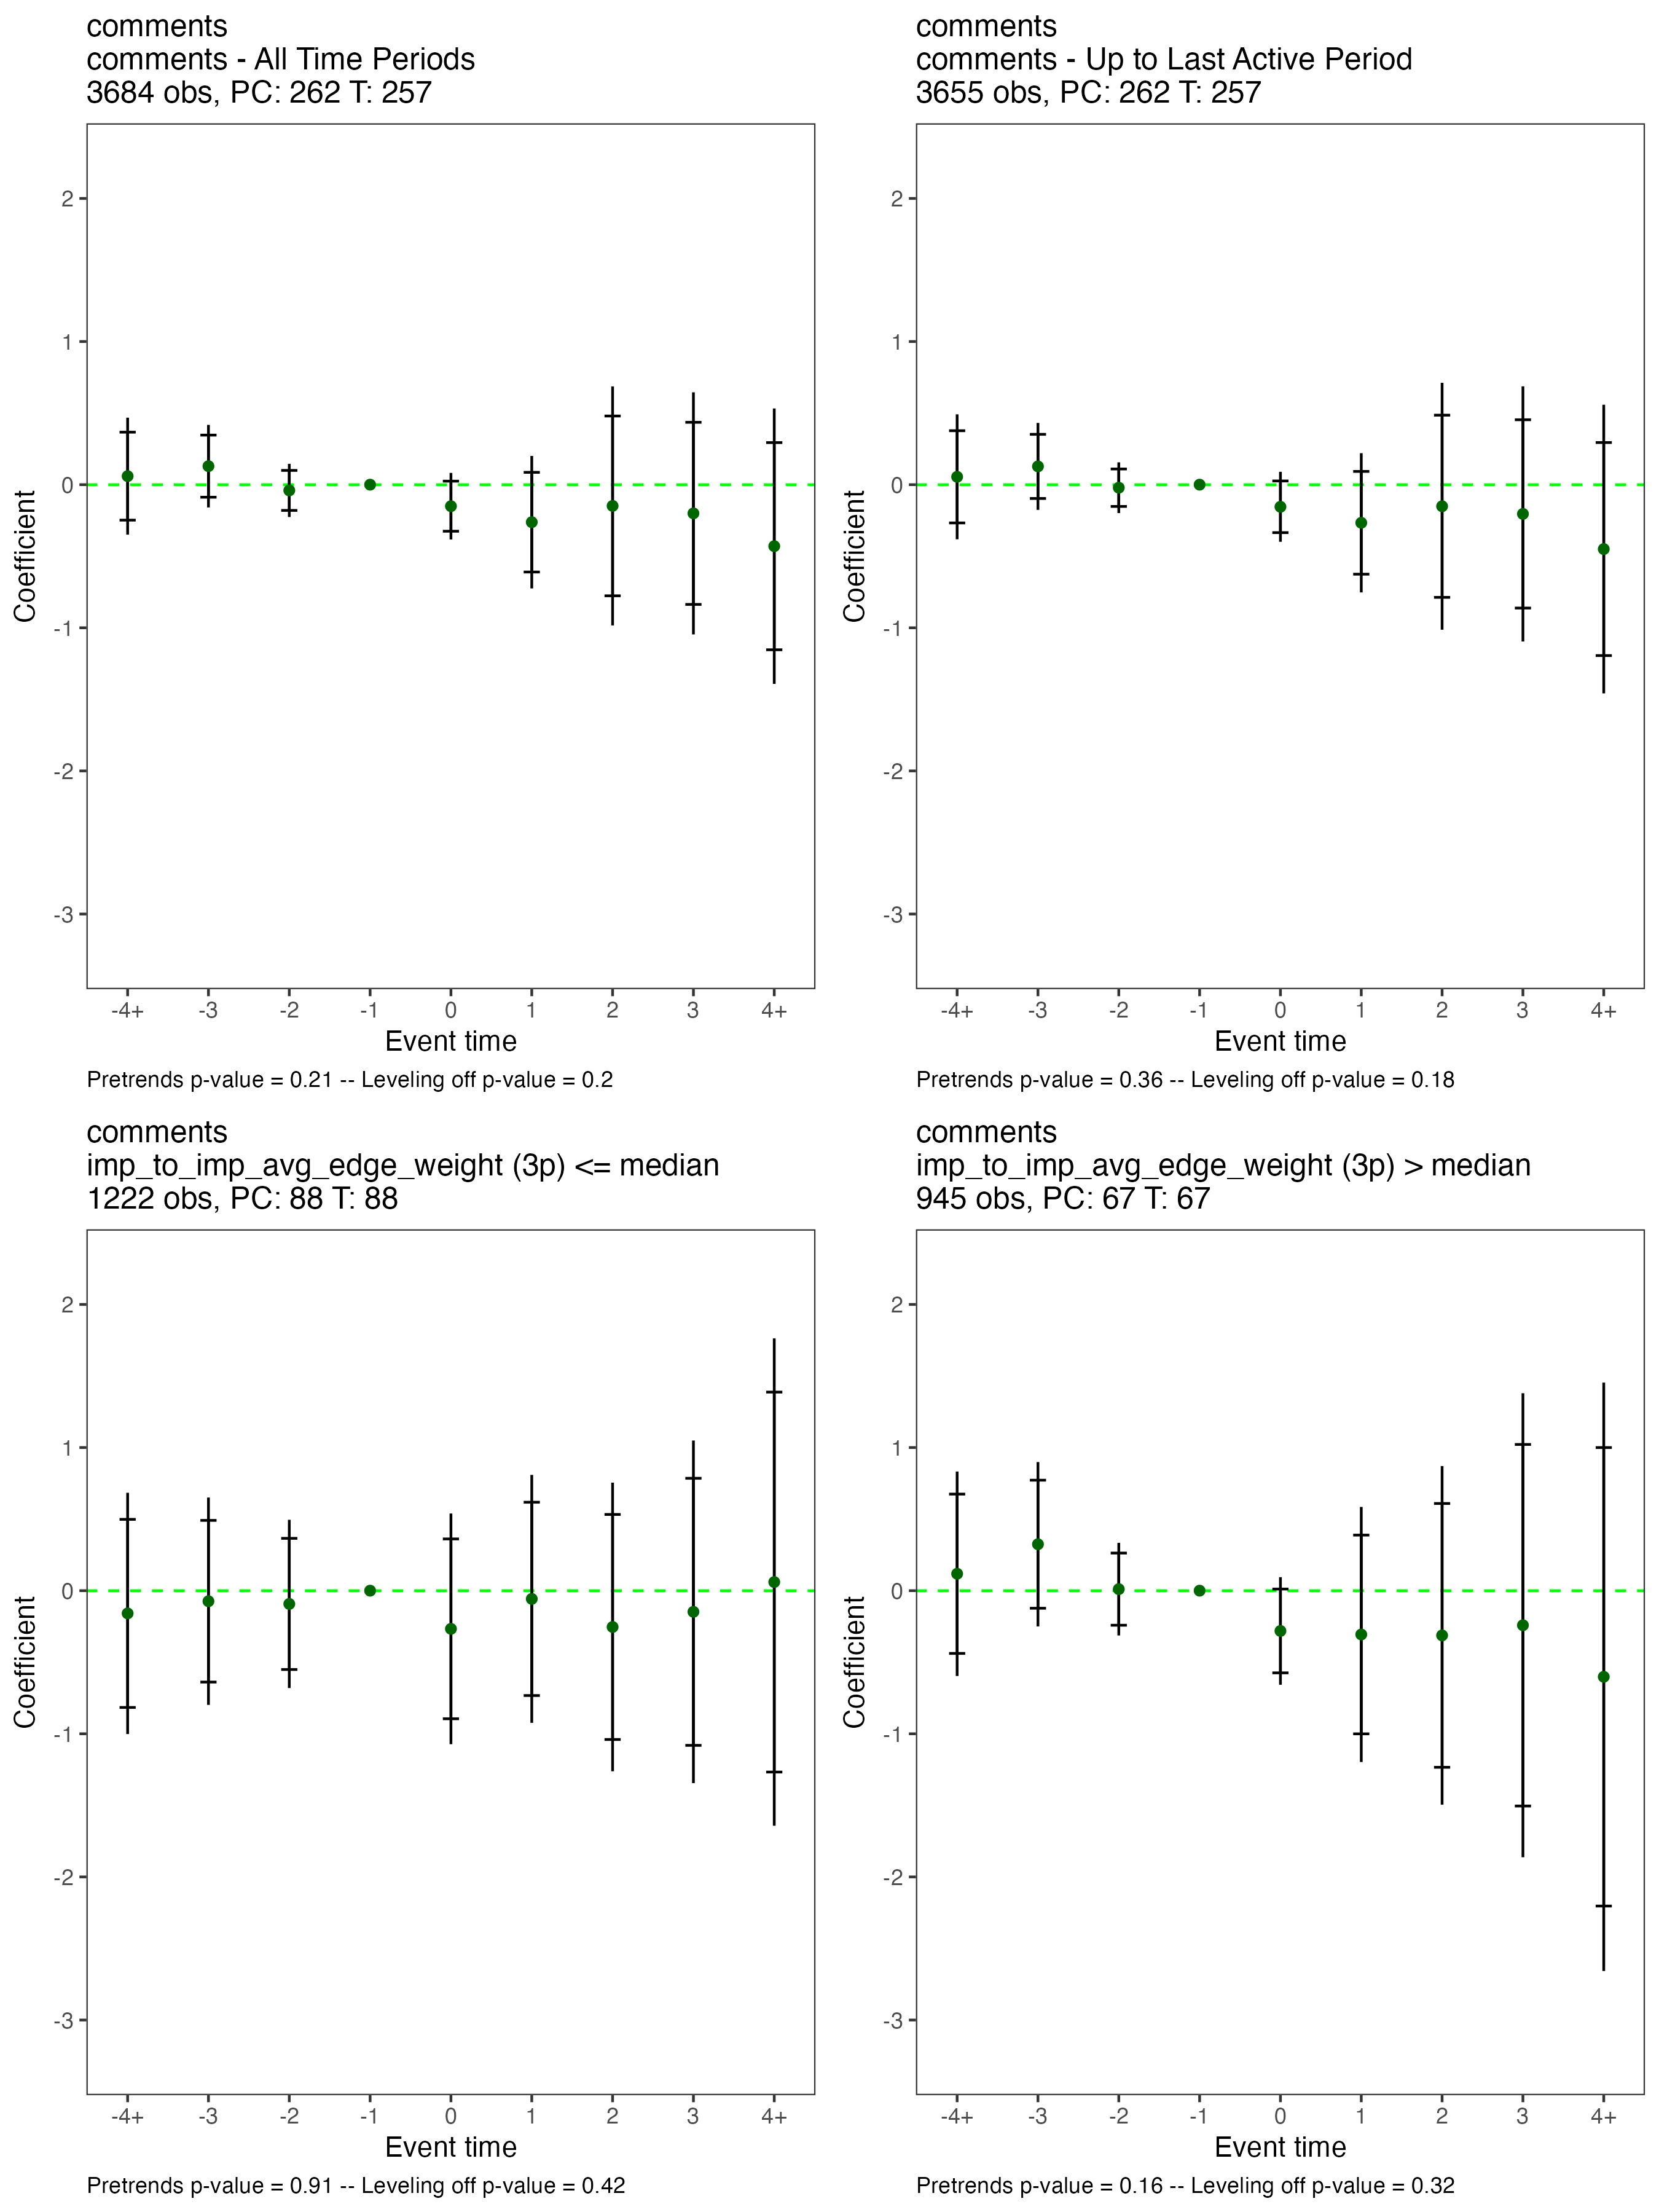 comments
comments - All Time Periods
3684 obs, PC: 262 T: 257
2
1
0
-1
-2
-3
Coefficient
-4+ -3 -2 -1 0 1 2 3 4+
Event time
Pretrends p-value = 0.21 -- Leveling off p-value = 0.2
comments
comments - Up to Last Active Period
3655 obs, PC: 262 T: 257
2
1
0
-1
-2
-3
Coefficient
-4+ -3 -2 -1 0 1 2 3 4+
Event time
Pretrends p-value = 0.36 -- Leveling off p-value = 0.18
comments
imp_to_imp_avg_edge_weight (3p) <= median
1222 obs, PC: 88 T: 88
2
1
0
-1
-2
-3
Coefficient
-4+ -3 -2 -1 0 1 2 3 4+
Event time
Pretrends p-value = 0.91 -- Leveling off p-value = 0.42
comments
imp_to_imp_avg_edge_weight (3p) > median
945 obs, PC: 67 T: 67
2
1
0
-1
-2
-3
Coefficient
-4+ -3 -2 -1 0 1 2 3 4+
Event time
Pretrends p-value = 0.16 -- Leveling off p-value = 0.32